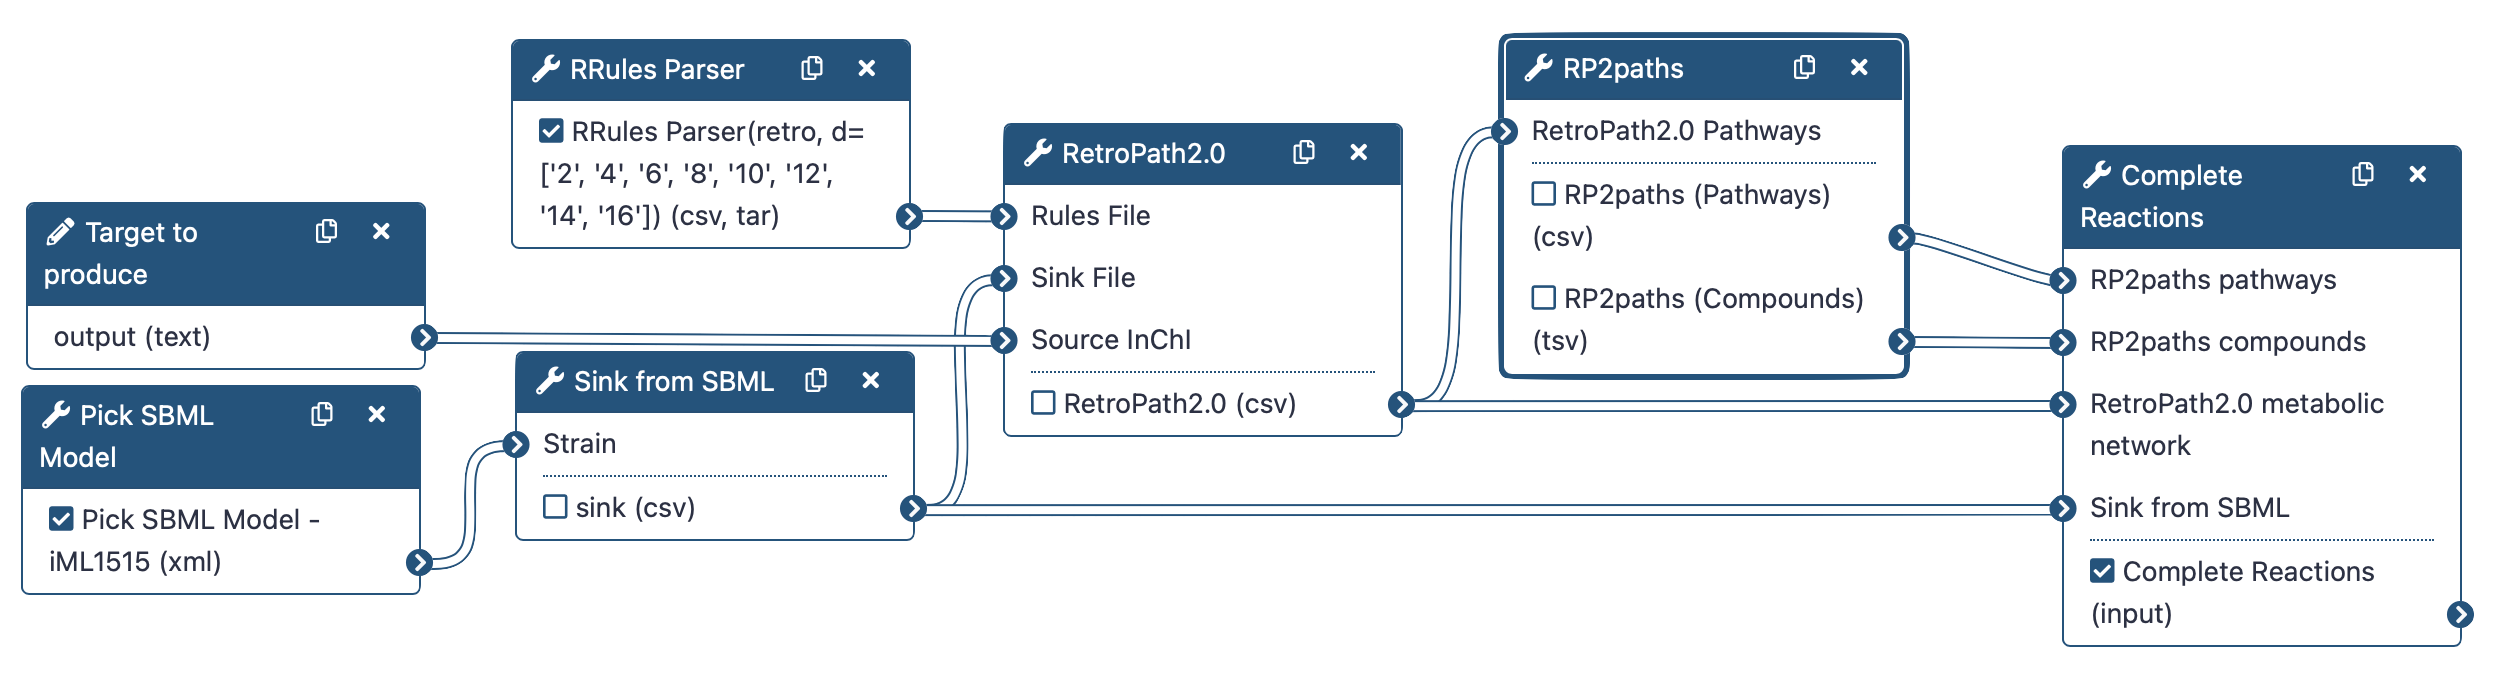 Target to
produce
output (text)
Pick SBML
Model
Pick SBML Model -
iML1515 (xml)
RRules Parser
RRules Parser(retro, d=
['2', '4', '6', '8', '10', '12',
'14', '16']) (csv, tar)
Sink from SBML
Strain
sink (csv)
RetroPath2.0
Rules File
Sink File
Source InChI
RetroPath2.0 (csv)
RP2paths
RetroPath2.0 Pathways
RP2paths (Pathways)
(csv)
RP2paths (Compounds)
(tsv)
Complete
Reactions
RP2paths pathways
RP2paths compounds
RetroPath2.0 metabolic
network
Sink from SBML
Complete Reactions
(input)